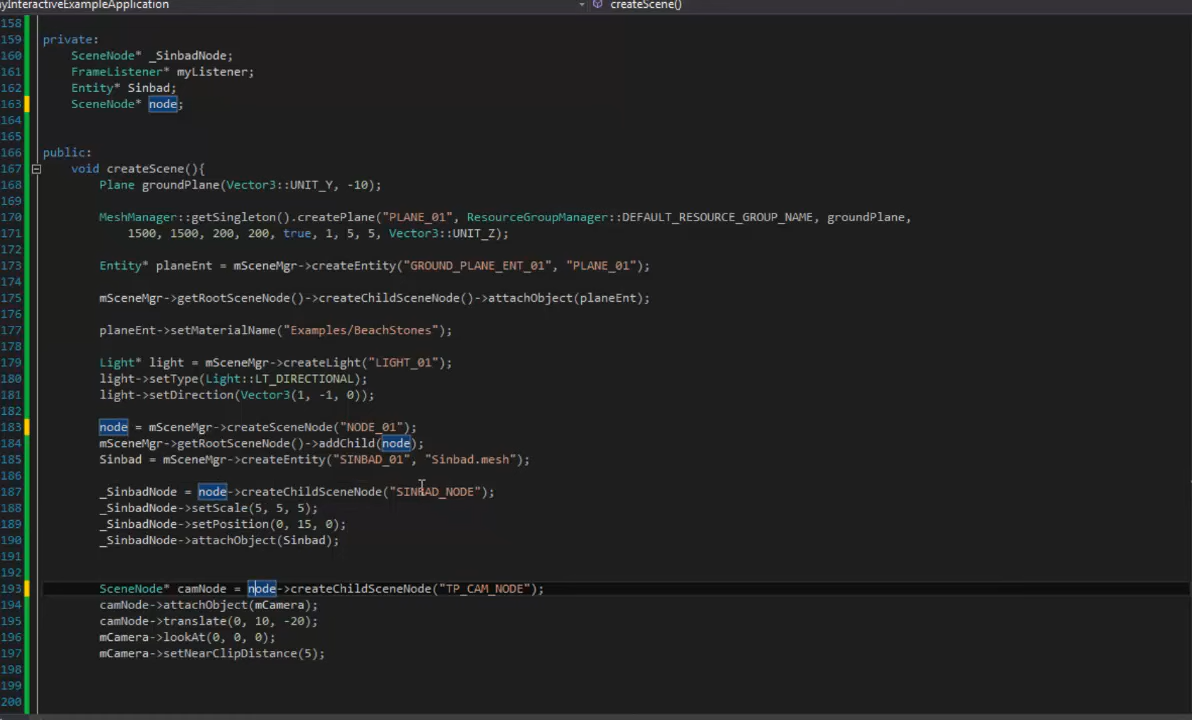 yInteractiveExampleApplication createScene()
158
159 private:
160 SceneNode* _SinbadNode;
161 FrameListener* myListener;
162 Entity* Sinbad;
163 SceneNode* node;
164
165
166 public:
167 void createScene(){
168 Plane groundPlane(Vector3::UNIT_Y, -10);
169
170 MeshManager::getSingleton().createPlane("PLANE_01", ResourceGroupManager::DEFAULT_RESOURCE_GROUP_NAME, groundPlane,
171 1500, 1500, 200, 200, true, 1, 5, 5, Vector3::UNIT_Z);
172
173 Entity* planeEnt = mSceneMgr->createEntity("GROUND_PLANE_ENT_01", "PLANE_01");
174
175 mSceneMgr->getRootSceneNode()->createChildSceneNode()->attachObject(planeEnt);
176
177 planeEnt->setMaterialName("Examples/BeachStones");
178
179 Light* light = mSceneMgr->createLight("LIGHT_01");
180 light->setType(Light::LT_DIRECTIONAL);
181 light->setDirection(Vector3(1, -1, 0));
182
183 node = mSceneMgr->createSceneNode("NODE_01");
184 mSceneMgr->getRootSceneNode()->addChild(node);
185 Sinbad = mSceneMgr->createEntity("SINBAD_01", "Sinbad.mesh");
186
187 _SinbadNode = node->createChildSceneNode("SINBAD_NODE");
188 _SinbadNode->setScale(5, 5, 5);
189 _SinbadNode->setPosition(0, 15, 0);
190 _SinbadNode->attachObject(Sinbad);
191
192
193 SceneNode* camNode = node->createChildSceneNode("TP_CAM_NODE");
194 camNode->attachObject(mCamera);
195 camNode->translate(0, 10, -20);
196 mCamera->lookAt(0, 0, 0);
197 mCamera->setNearClipDistance(5);
198
199
200